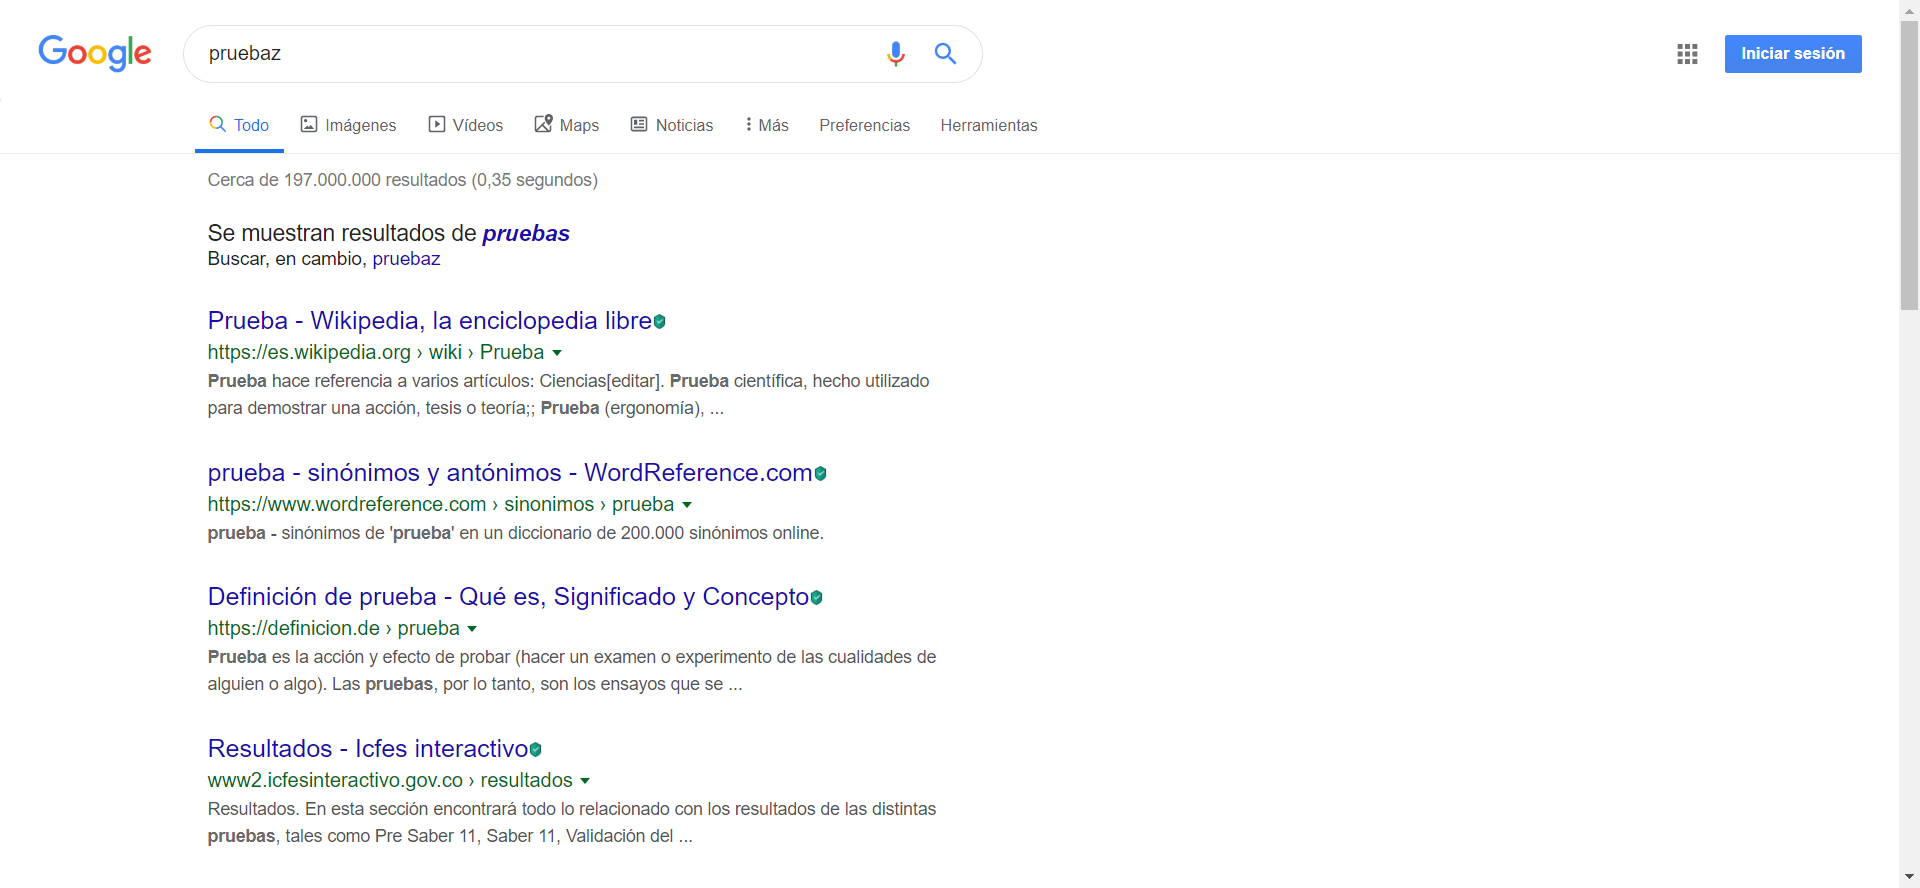 Google
pruebaz
Iniciar sesión
Todo Imágenes Vídeos Maps Noticias Más Preferencias Herramientas
Cerca de 197.000.000 resultados (0,35 segundos)
Se muestran resultados de pruebas
Buscar, en cambio, pruebaz
Prueba - Wikipedia, la enciclopedia libre
https://es.wikipedia.org › wiki › Prueba
Prueba hace referencia a varios artículos: Ciencias[editar]. Prueba científica, hecho utilizado
para demostrar una acción, tesis o teoría;; Prueba (ergonomía), ...
prueba - sinónimos y antónimos - WordReference.com
https://www.wordreference.com › sinonimos › prueba
prueba - sinónimos de 'prueba' en un diccionario de 200.000 sinónimos online.
Definición de prueba - Qué es, Significado y Concepto
https://definicion.de › prueba
Prueba es la acción y efecto de probar (hacer un examen o experimento de las cualidades de
alguien o algo). Las pruebas, por lo tanto, son los ensayos que se ...
Resultados - Icfes interactivo
www2.icfesinteractivo.gov.co › resultados
Resultados. En esta sección encontrará todo lo relacionado con los resultados de las distintas
pruebas, tales como Pre Saber 11, Saber 11, Validación del ...